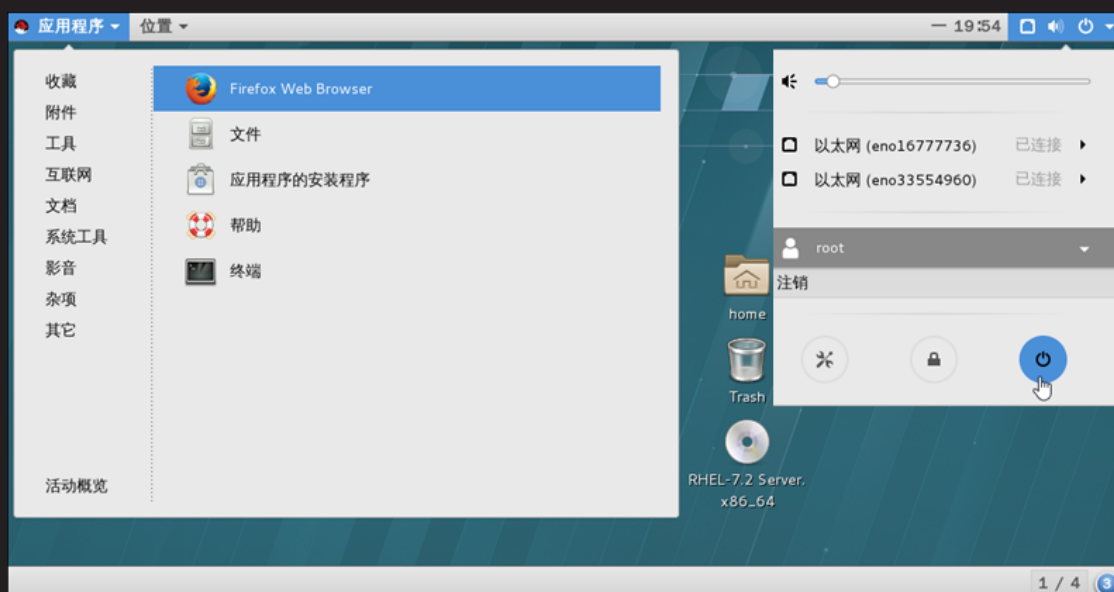 应用程序 位置 一 19:54
收藏
附件
工具
互联网
文档
系统工具
影音
杂项
其它
活动概览
Firefox Web Browser
文件
应用程序的安装程序
帮助
终端
以太网 (eno16777736) 已连接
以太网 (eno33554960) 已连接
root
注销
home
Trash
RHEL-7.2 Server.
x86_64
1 / 4 3